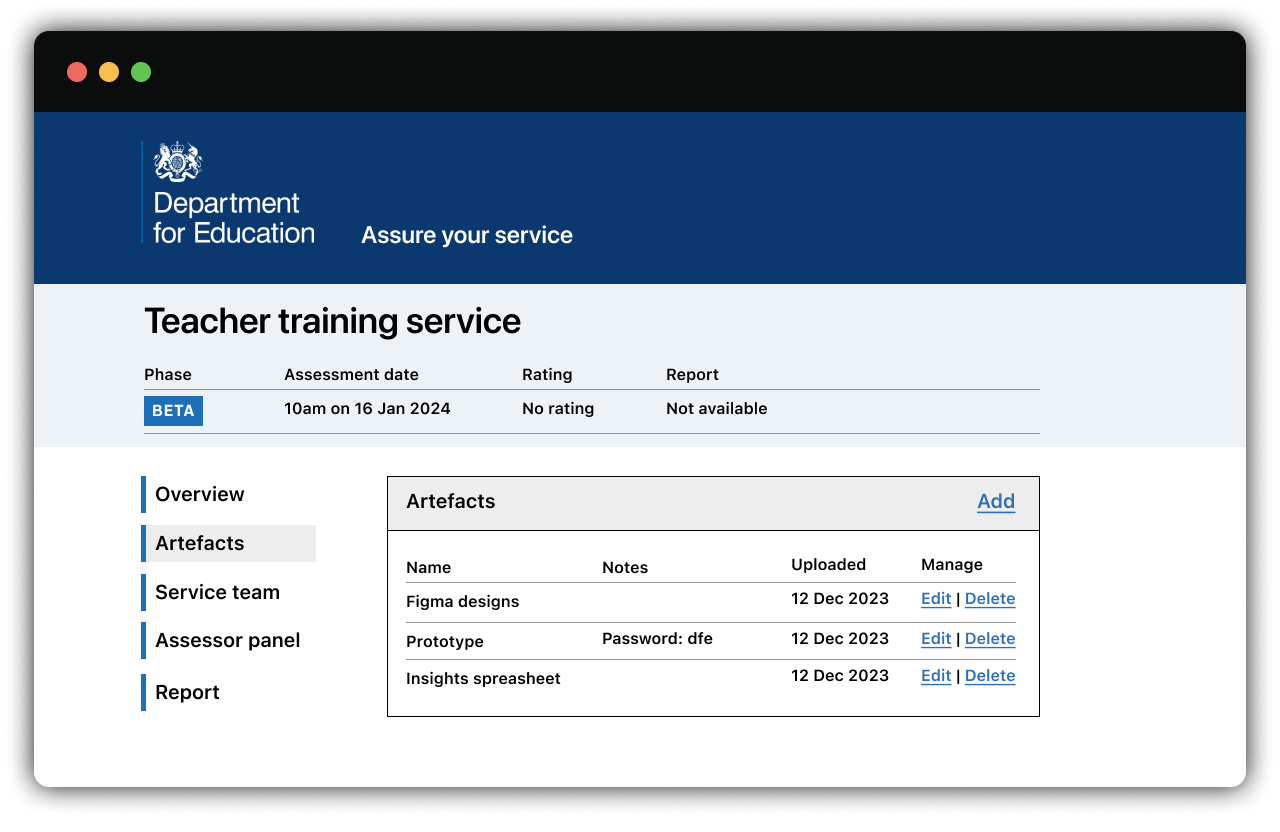 Department
for Education
Assure your service
Teacher training service
Phase Assessment date Rating Report
BETA 10am on 16 Jan 2024 No rating Not available
Overview
Artefacts
Service team
Assessor panel
Report
Artefacts Add
Name Notes Uploaded Manage
Figma designs 12 Dec 2023 Edit | Delete
Prototype Password: dfe 12 Dec 2023 Edit | Delete
Insights spreasheet 12 Dec 2023 Edit | Delete